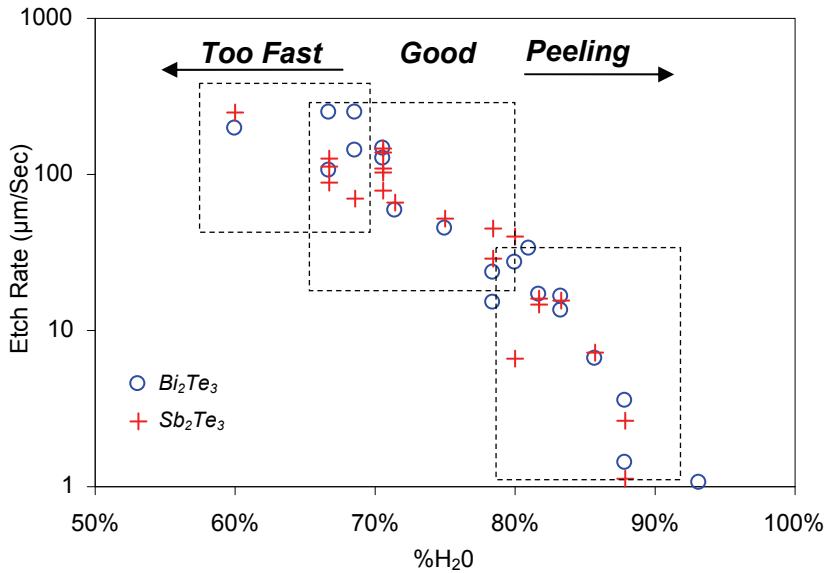 1000
100
10
1
Etch Rate (µm/Sec)
Too Fast
Good
Peeling
Bi₂Te₃
Sb₂Te₃
50%
60%
70%
80%
90%
100%
%H₂0